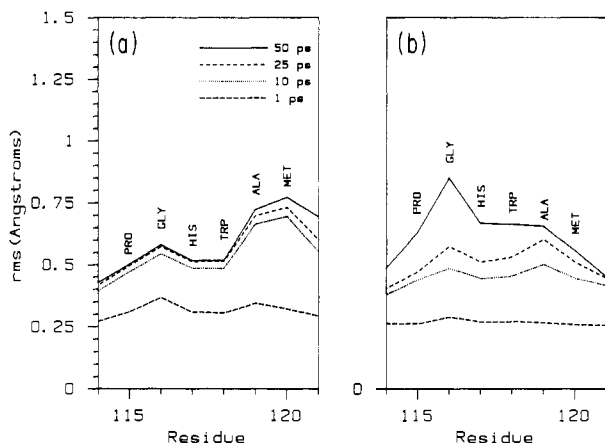 (a)
50 ps
25 ps
10 ps
1 ps
1.5
1.25
1
0.75
0.5
0.25
0
rms(Angstroms)
PRO
GLY
HIS
TRP
ALA
MET
115
120
Residue
(b)
PRO
GLY
HIS
TRP
ALA
MET
0
115
120
Residue